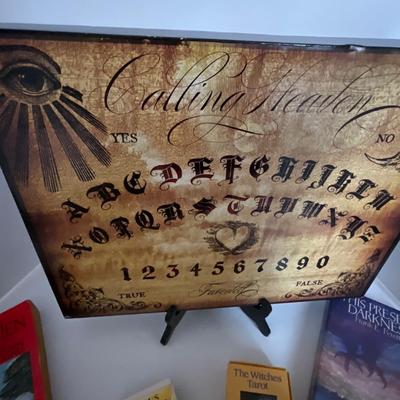 Calling Heaven
YES
NO
ABCDEFGHIJKLM
NOPQRSTUVWXYZ
1234567890
TRUE
Farewell
FALSE
THIS PRESENT
DARKNESS
The Witches
Tarot